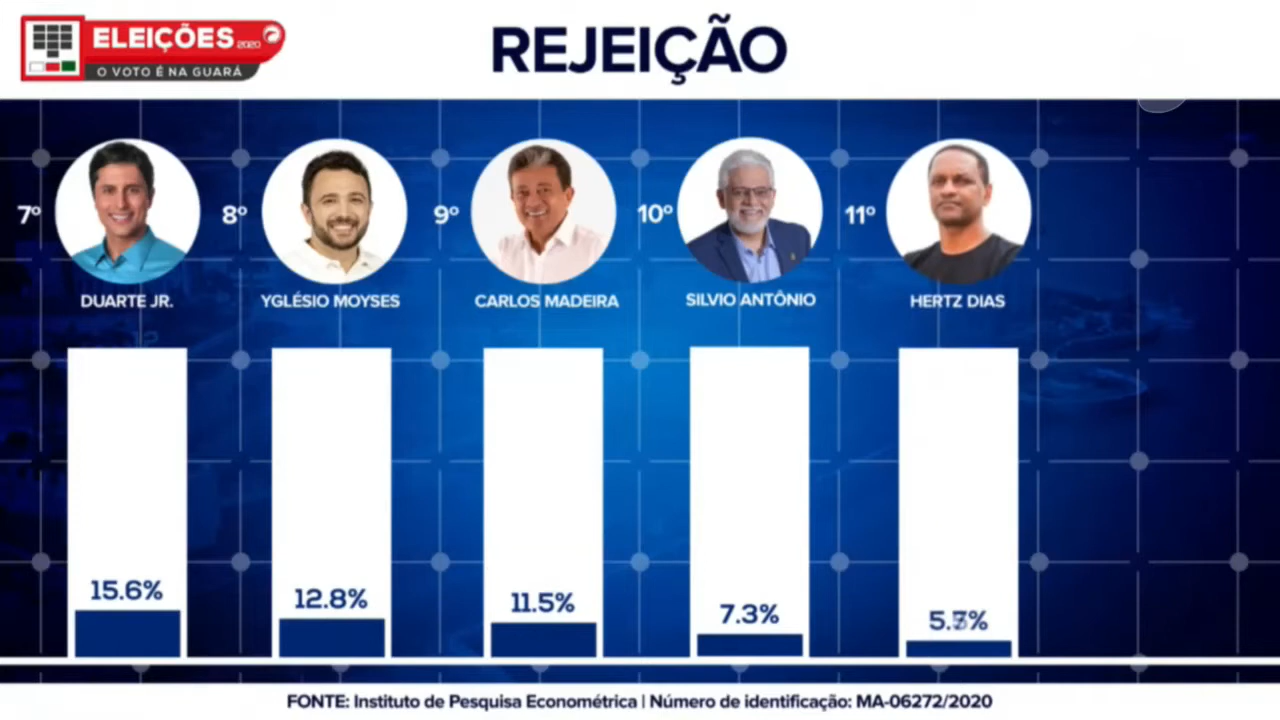 ELEIÇÕES 2020
O VOTO É NA GUARÁ
REJEIÇÃO
7º 8º 9º 10º 11º
DUARTE JR. YGLÉSIO MOYSES CARLOS MADEIRA SILVIO ANTÔNIO HERTZ DIAS
15.6% 12.8% 11.5% 7.3%
FONTE: Instituto de Pesquisa Econométrica | Número de identificação: MA-06272/2020